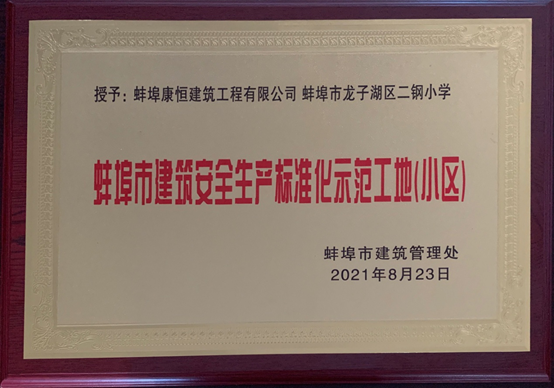 授予：蚌埠康恒建筑工程有限公司 蚌埠市龙子湖区二钢小学
蚌埠市建筑安全生产标准化示范工地(小区)
蚌埠市建筑管理处
2021年8月23日